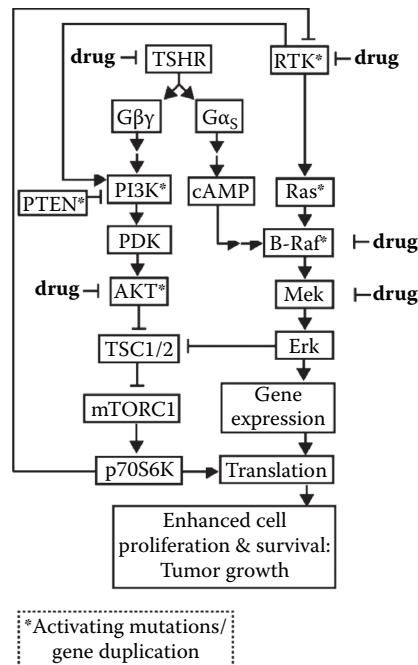 drug
TSHR
RTK*
drug
Gβγ
GαS
PTEN*
PI3K*
cAMP
Ras*
PDK
B-Raf*
drug
drug
AKT*
Mek
drug
TSC1/2
Erk
mTORC1
Gene
expression
p70S6K
Translation
Enhanced cell
proliferation & survival:
Tumor growth
*Activating mutations/
gene duplication